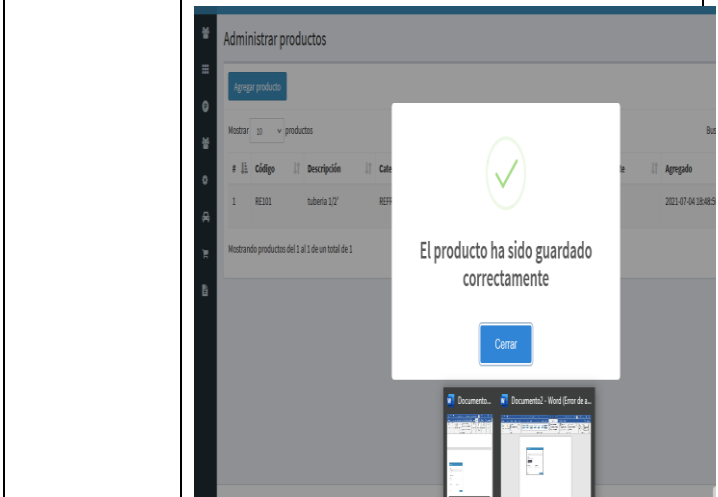 Administrar productos
Agregar producto
Mostrar 10 productos
Bus
# Código Descripción Cate te Agregado
1 RE101 tuberia 1/2" REFR 2021-07-04 18:48:5
Mostrando productos del 1 al 1 de un total de 1
El producto ha sido guardado
correctamente
Cerrar
Documento... Documento2 - Word (Error de a...